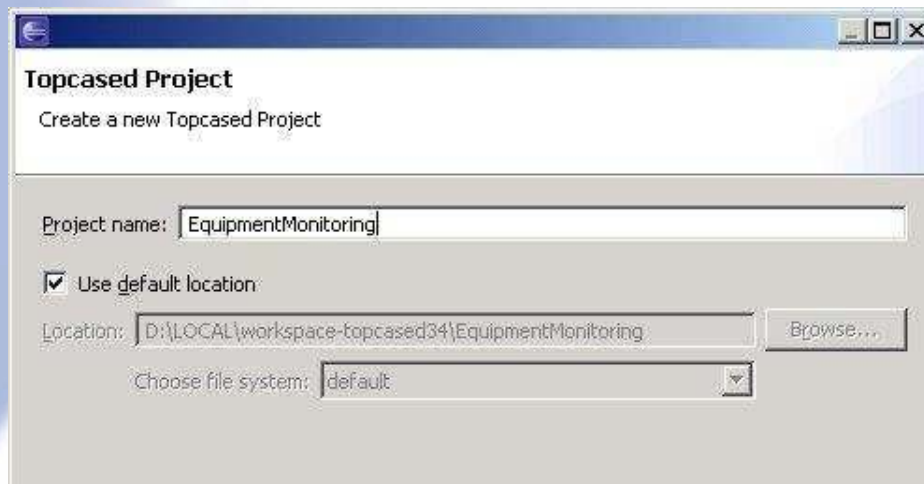 Topcased Project
Create a new Topcased Project
Project name: EquipmentMonitoring
Use default location
Location: D:\LOCAL\workspace-topcased34\EquipmentMonitoring Browse...
Choose file system: default